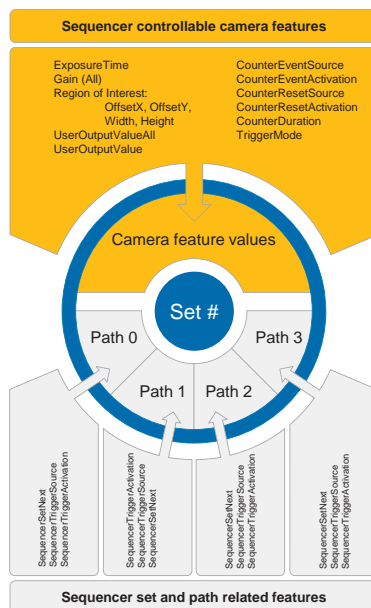 Sequencer controllable camera features
ExposureTime
Gain (All)
Region of Interest:
OffsetX, OffsetY,
Width, Height
UserOutputValueAll
UserOutputValue
CounterEventSource
CounterEventActivation
CounterResetSource
CounterResetActivation
CounterDuration
TriggerMode
Camera feature values
Set #
Path 0
Path 1
Path 2
Path 3
SequencerSetNext
SequencerTriggerSource
SequencerTriggerActivation
SequencerTriggerActivation
SequencerTriggerSource
SequencerSetNext
SequencerSetNext
SequencerTriggerSource
SequencerTriggerActivation
SequencerSetNext
SequencerTriggerSource
SequencerTriggerActivation
Sequencer set and path related features